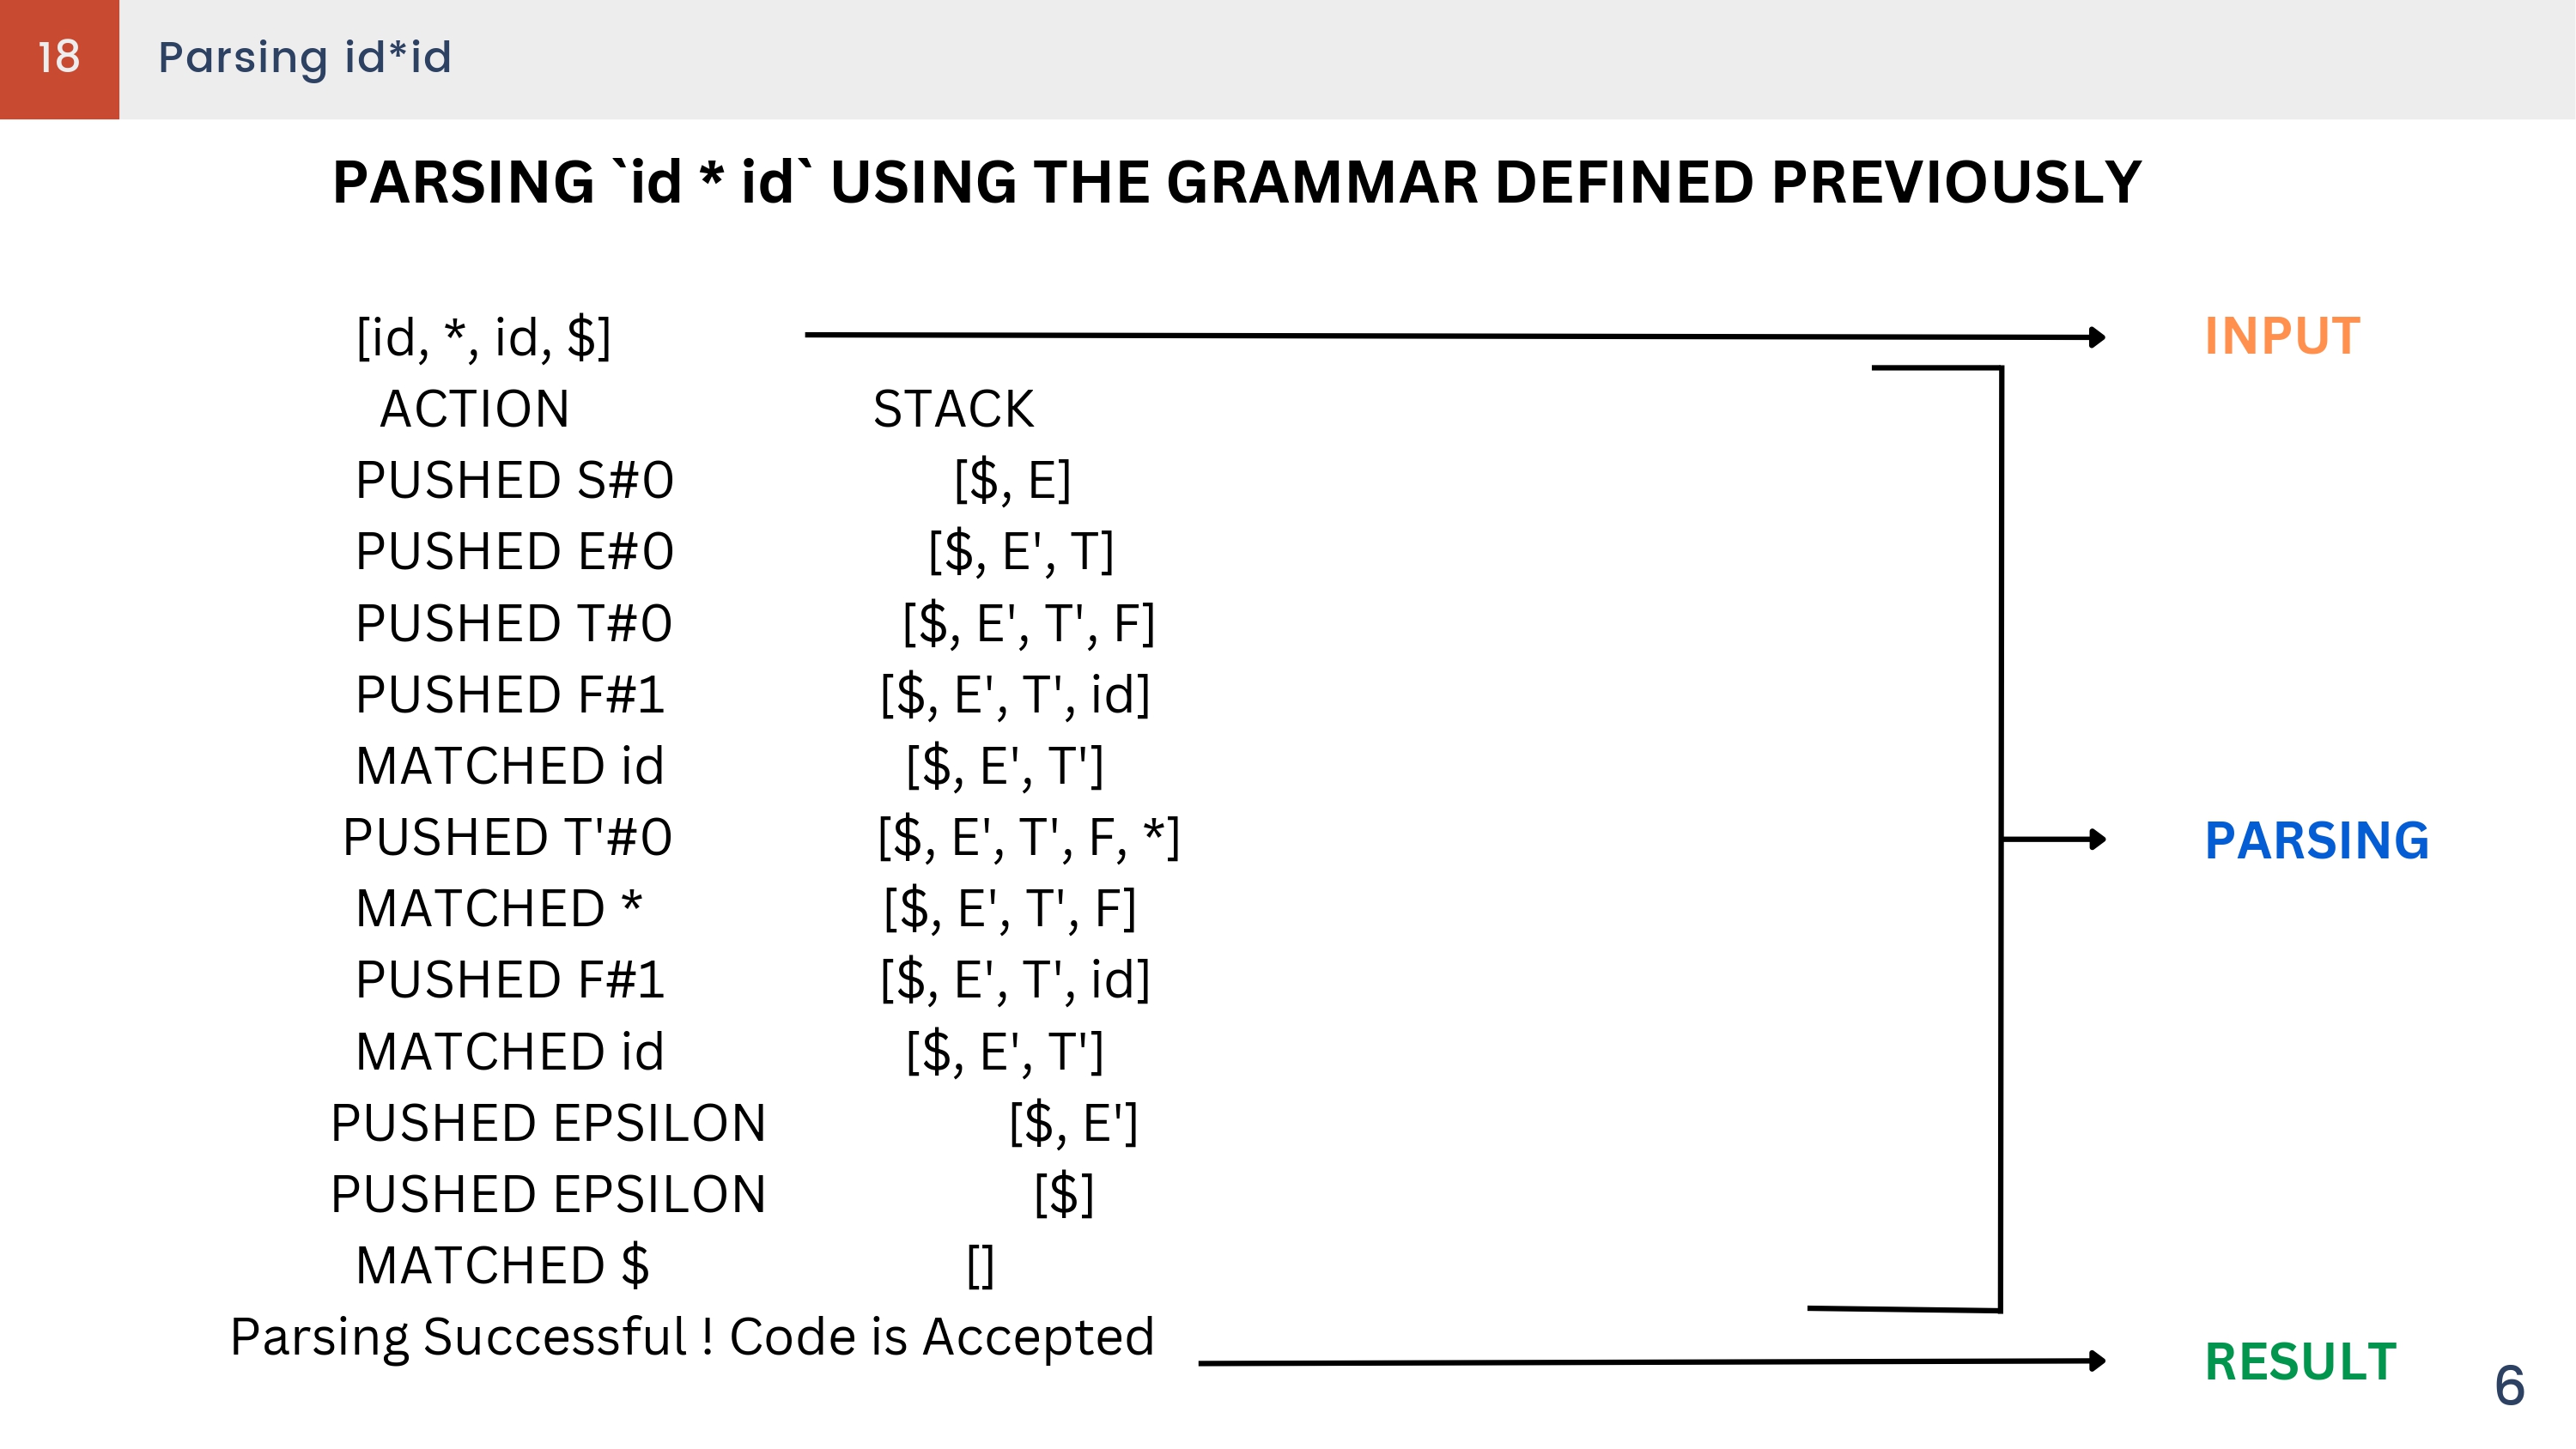 18 Parsing id*id
PARSING `id * id` USING THE GRAMMAR DEFINED PREVIOUSLY
[id, *, id, $] INPUT
ACTION STACK
PUSHED S#0 [$, E]
PUSHED E#0 [$, E', T]
PUSHED T#0 [$, E', T', F]
PUSHED F#1 [$, E', T', id]
MATCHED id [$, E', T']
PUSHED T'#0 [$, E', T', F, *]
PARSING
MATCHED * [$, E', T', F]
PUSHED F#1 [$, E', T', id]
MATCHED id [$, E', T']
PUSHED EPSILON [$, E']
PUSHED EPSILON [$]
MATCHED $ []
Parsing Successful ! Code is Accepted
RESULT
6